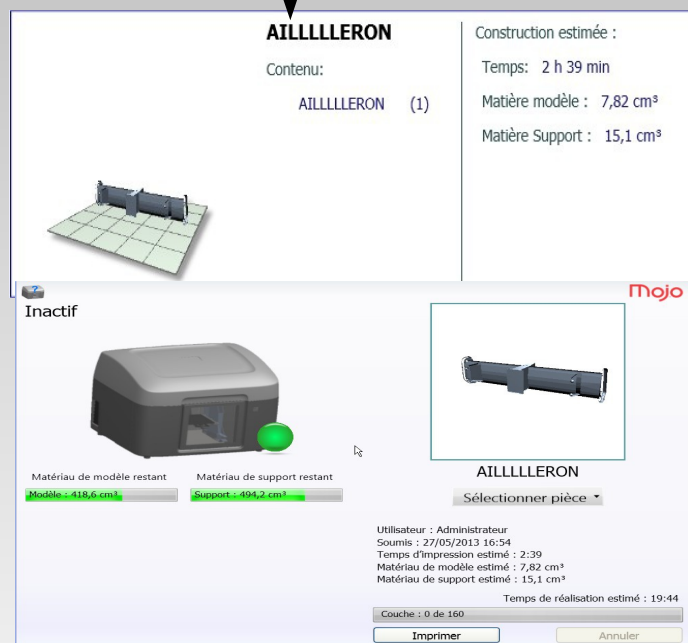 AILLLLLERON
Contenu:
AILLLLLERON (1)
Construction estimée :
Temps: 2 h 39 min
Matière modèle : 7,82 cm³
Matière Support : 15,1 cm³
Mojo
Inactif
Matériau de modèle restant
Matériau de support restant
Modèle : 418,6 cm³
Support : 494,2 cm³
AILLLLLERON
Sélectionner pièce
Utilisateur : Administrateur
Soumis : 27/05/2013 16:54
Temps d'impression estimé : 2:39
Matériau de modèle estimé : 7,82 cm³
Matériau de support estimé : 15,1 cm³
Temps de réalisation estimé : 19:44
Couche : 0 de 160
Imprimer
Annuler